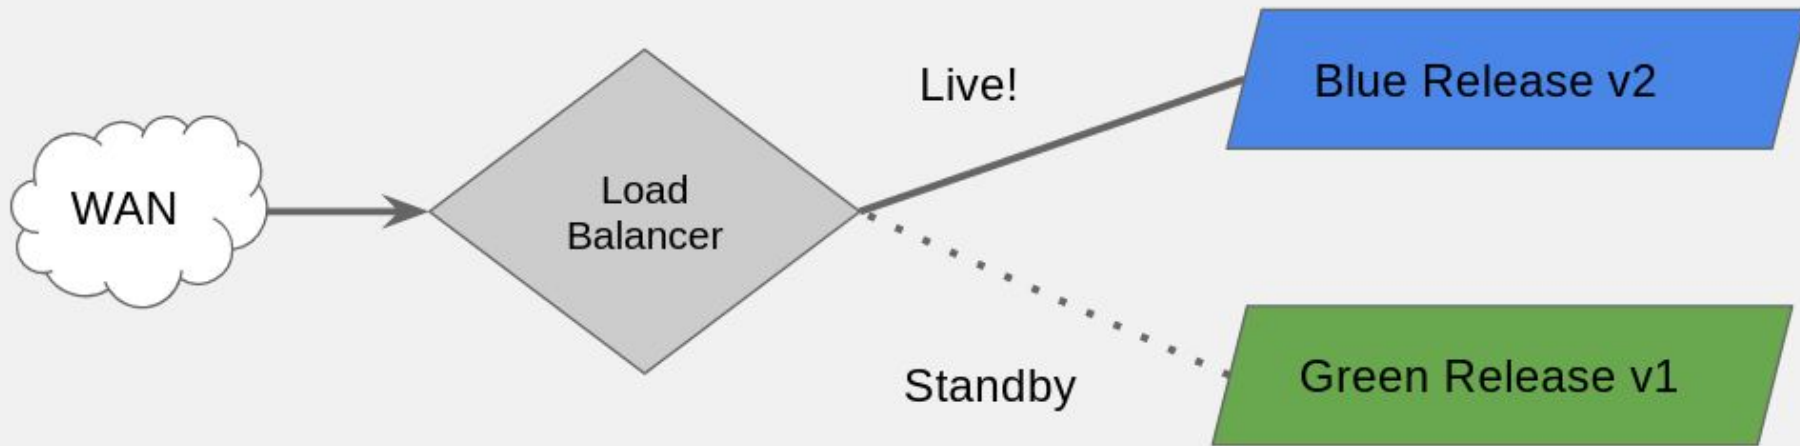 WAN
Load
Balancer
Live!
Standby
Blue Release v2
Green Release v1